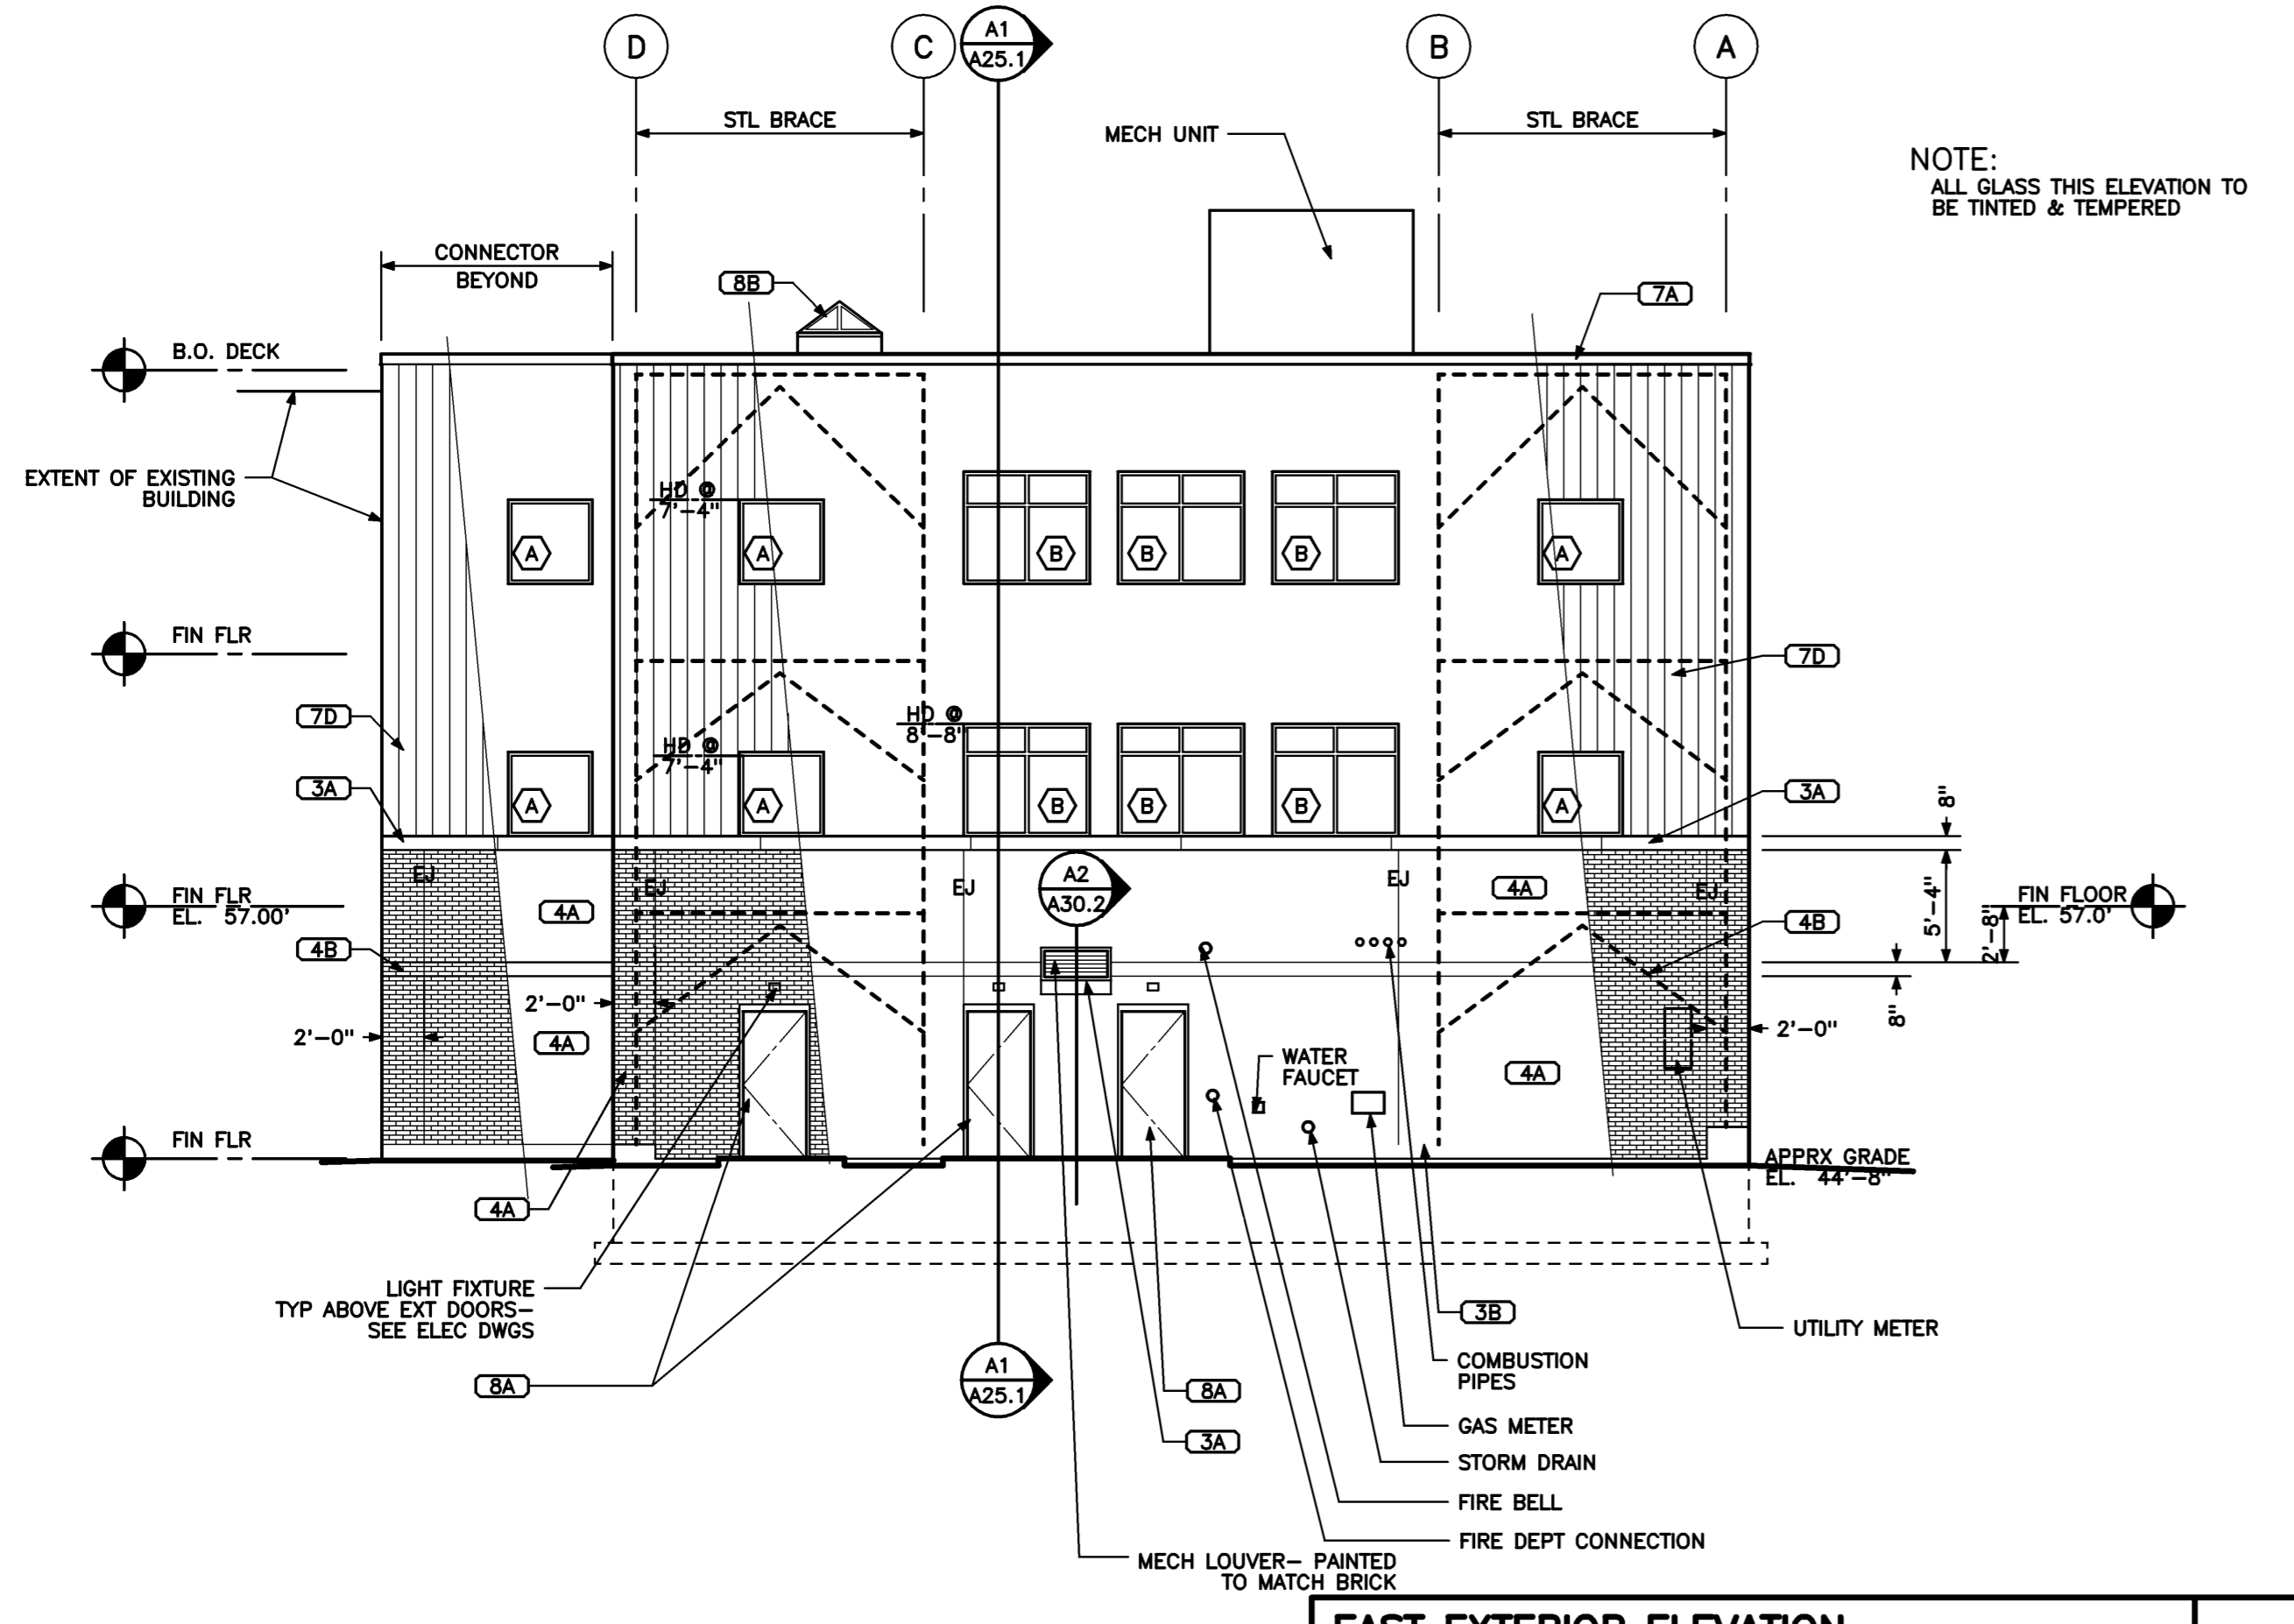 D
C
A1
A25.1
B
A
STL BRACE
MECH UNIT
STL BRACE
NOTE:
ALL GLASS THIS ELEVATION TO
BE TINTED & TEMPERED
CONNECTOR
BEYOND
8B
7A
B.O. DECK
EXTENT OF EXISTING
BUILDING
HD @
7'-4"
A
A
B
B
B
A
FIN FLR
7D
7D
HD @
8'-8"
HD @
7'-4"
3A
3A
A
A
B
B
B
A
8"
EJ
EJ
EJ
EJ
EJ
A2
A30.2
4A
4A
FIN FLR
EL. 57.00'
FIN FLOOR
EL. 57.0'
5'-4"
2'-8"
4B
4B
8"
2'-0"
2'-0"
2'-0"
4A
4A
WATER
FAUCET
FIN FLR
APPRX GRADE
EL. 44'-8"
4A
LIGHT FIXTURE
TYP ABOVE EXT DOORS-
SEE ELEC DWGS
3B
UTILITY METER
COMBUSTION
PIPES
8A
A1
A25.1
8A
GAS METER
3A
STORM DRAIN
FIRE BELL
FIRE DEPT CONNECTION
MECH LOUVER- PAINTED
TO MATCH BRICK
EAST EXTERIOR ELEVATION